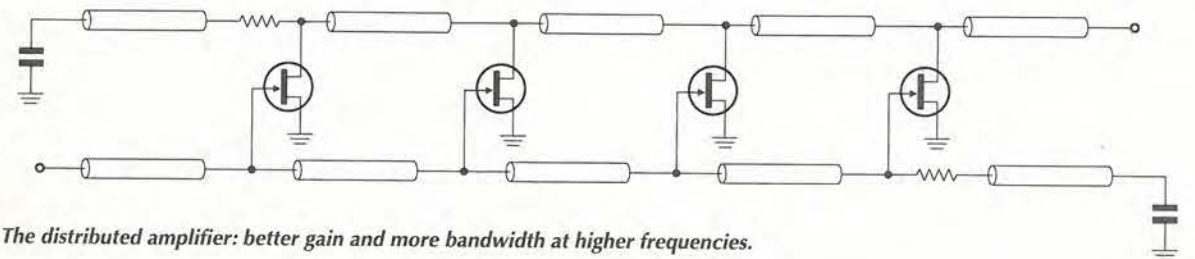 The distributed amplifier: better gain and more bandwidth at higher frequencies.